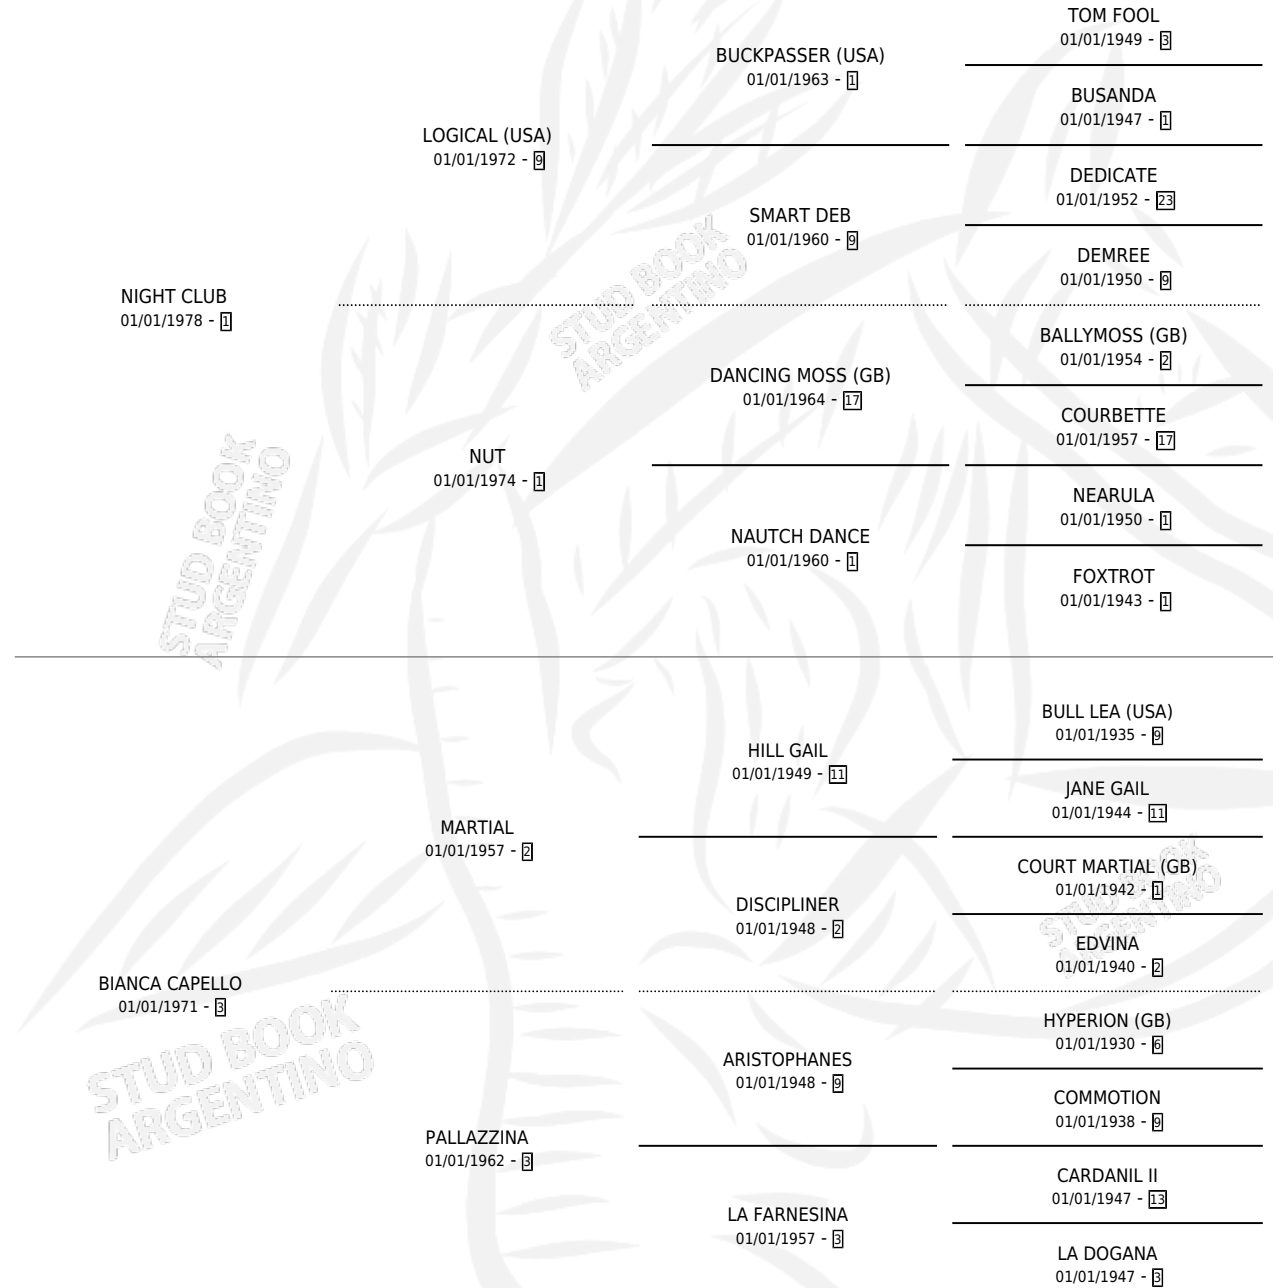 TOM FOOL
01/01/1949 - 3
BUCKPASSER (USA)
01/01/1963 - 1
BUSANDA
01/01/1947 - 1
LOGICAL (USA)
01/01/1972 - 9
DEDICATE
01/01/1952 - 23
SMART DEB
01/01/1960 - 9
DEMREE
01/01/1950 - 9
NIGHT CLUB
01/01/1978 - 1
BALLYMOSS (GB)
01/01/1954 - 2
DANCING MOSS (GB)
01/01/1964 - 17
COURBETTE
01/01/1957 - 17
NUT
01/01/1974 - 1
NEARULA
01/01/1950 - 1
NAUTCH DANCE
01/01/1960 - 1
FOXTROT
01/01/1943 - 1
STUD BOOK
ARGENTINO
STUD BOOK
ARGENTINO
BULL LEA (USA)
01/01/1935 - 9
HILL GAIL
01/01/1949 - 11
JANE GAIL
01/01/1944 - 11
MARTIAL
01/01/1957 - 2
COURT MARTIAL (GB)
01/01/1942 - 1
DISCIPLINER
01/01/1948 - 2
EDVINA
01/01/1940 - 2
BIANCA CAPELLO
01/01/1971 - 3
HYPERION (GB)
01/01/1930 - 6
ARISTOPHANES
01/01/1948 - 9
COMMOTION
01/01/1938 - 9
PALLAZZINA
01/01/1962 - 3
CARDANIL II
01/01/1947 - 13
LA FARNESINA
01/01/1957 - 3
LA DOGANA
01/01/1947 - 3
STUD BOOK
ARGENTINO
STUD BOOK
ARGENTINO